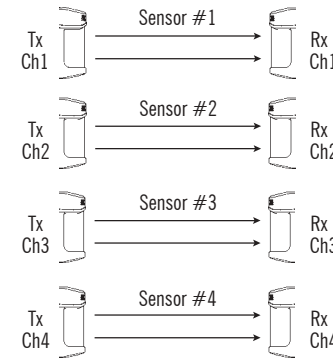 Sensor #1
Tx
Ch1
Rx
Ch1
Sensor #2
Tx
Ch2
Rx
Ch2
Sensor #3
Tx
Ch3
Rx
Ch3
Sensor #4
Tx
Ch4
Rx
Ch4